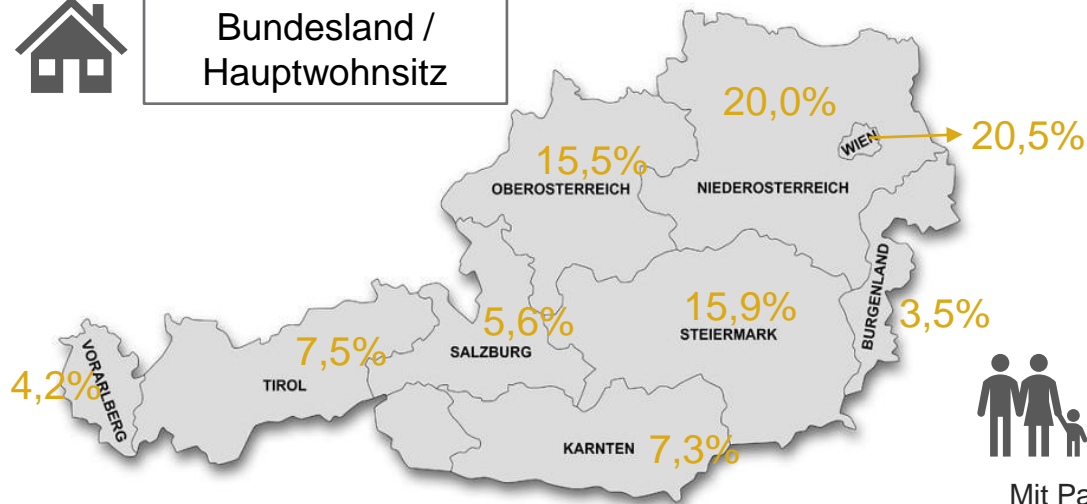 Bundesland /
Hauptwohnsitz
20,0%
WIEN
20,5%
15,5%
OBEROSTERREICH
NIEDEROSTERREICH
BURGENLAND
3,5%
15,9%
STEIERMARK
5,6%
SALZBURG
7,5%
TIROL
VORARLBERG
4,2%
KARNTEN 7,3%
Mit Pa